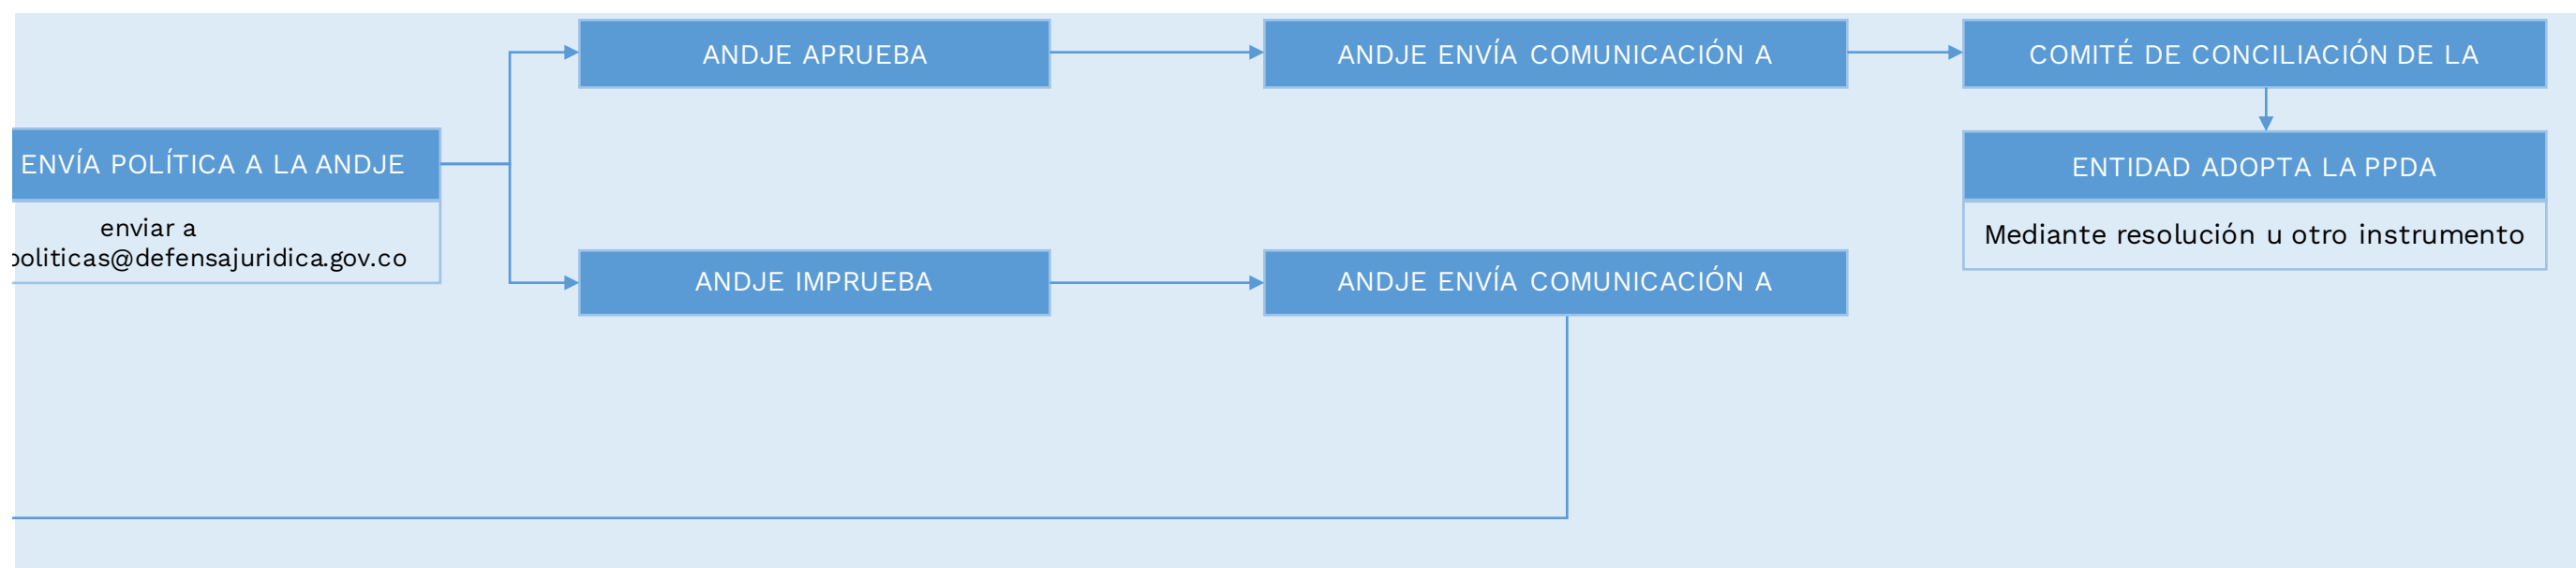 ANDJE APRUEBA
ANDJE ENVÍA COMUNICACIÓN A
COMITÉ DE CONCILIACIÓN DE LA
ENVÍA POLÍTICA A LA ANDJE
enviar a
politicas@defensajuridica.gov.co
ENTIDAD ADOPTA LA PPDA
Mediante resolución u otro instrumento
ANDJE IMPRUEBA
ANDJE ENVÍA COMUNICACIÓN A